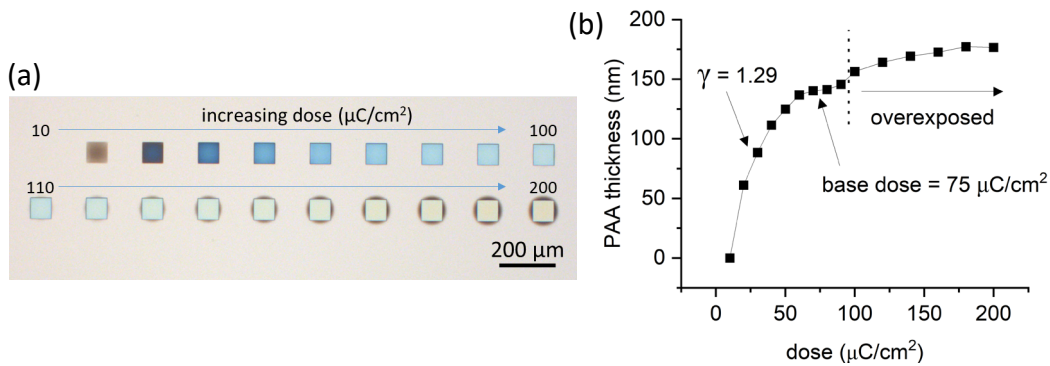 (a)
increasing dose (μC/cm²)
10
100
110
200
200 μm
(b)
PAA thickness (nm)
200
150
100
50
0
γ = 1.29
overexposed
base dose = 75 μC/cm²
0
50
100
150
200
dose (μC/cm²)